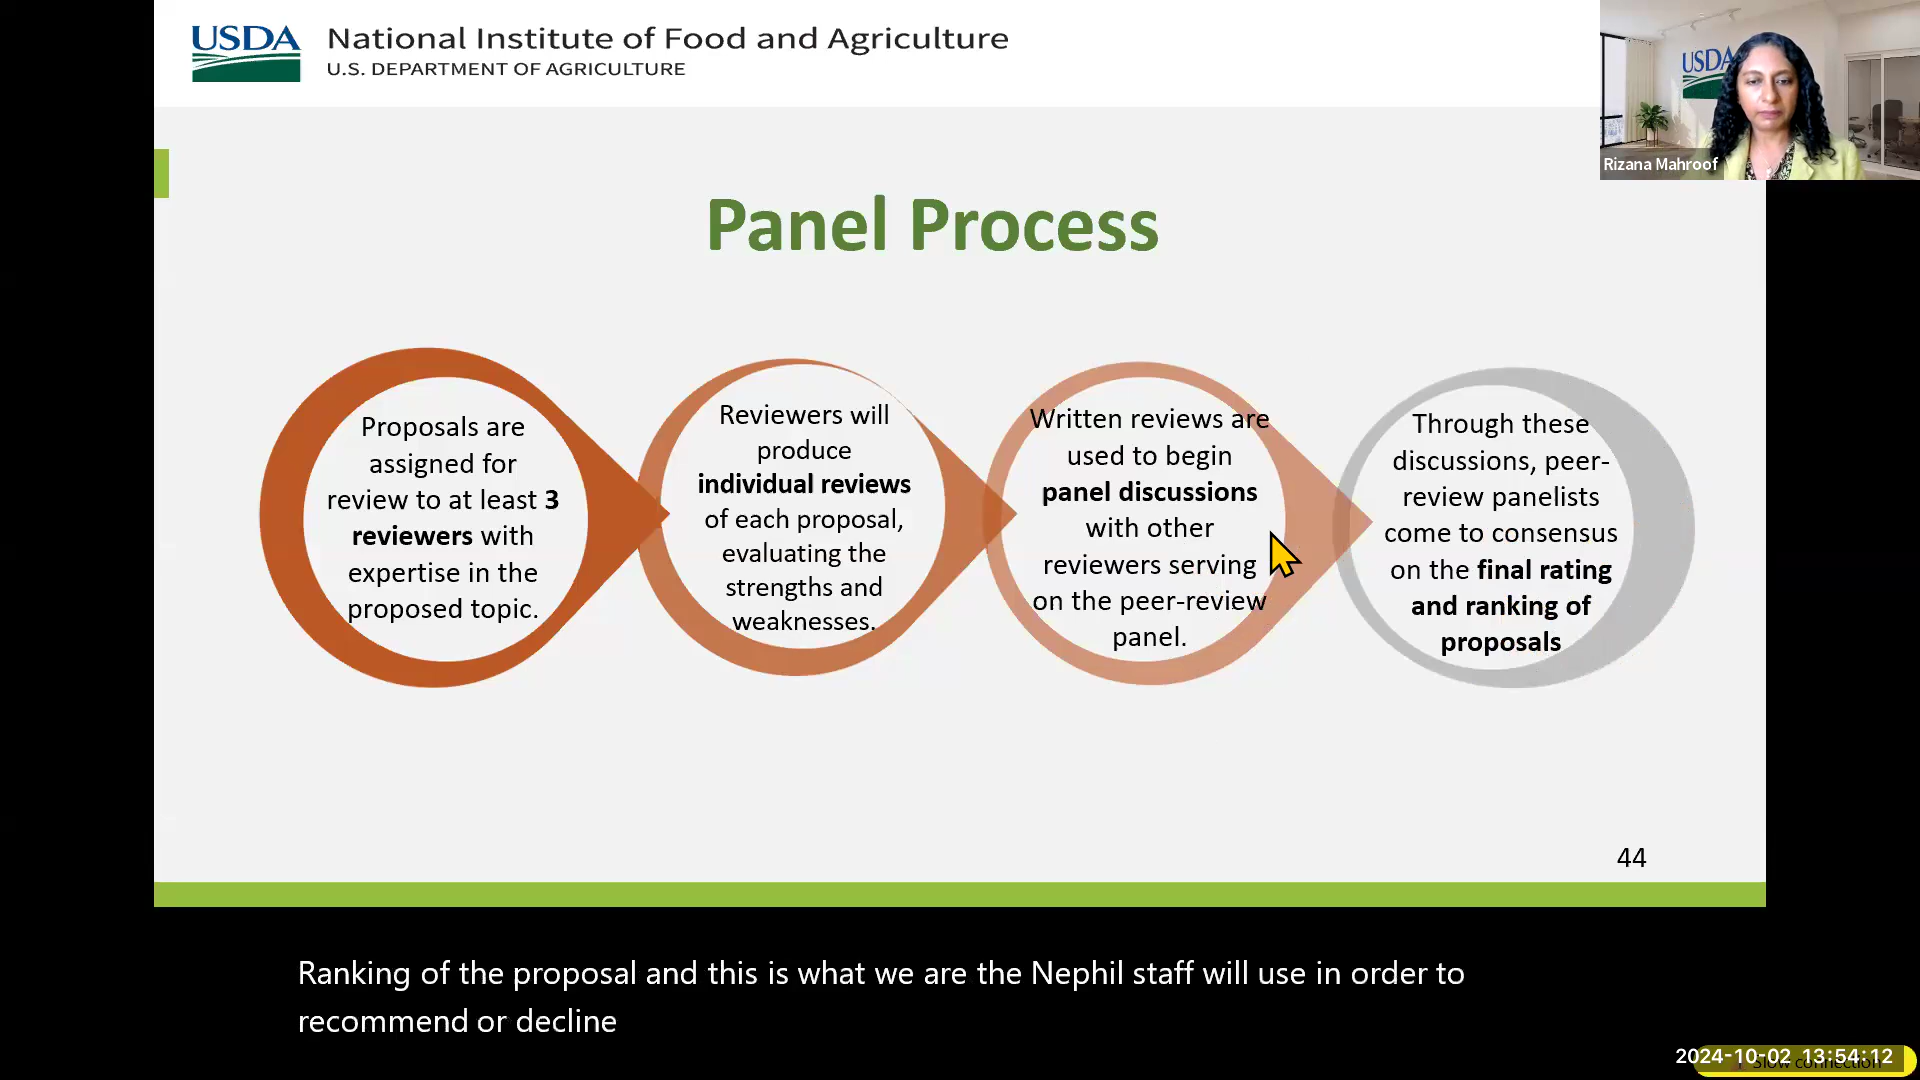 USDA
National Institute of Food and Agriculture
U.S. DEPARTMENT OF AGRICULTURE
USDA
Rizana Mahroof
Panel Process
Proposals are
assigned for
review to at least 3
reviewers with
expertise in the
proposed topic.
Reviewers will
produce
individual reviews
of each proposal,
evaluating the
strengths and
weaknesses.
Written reviews are
used to begin
panel discussions
with other
reviewers serving
on the peer-review
panel.
Through these
discussions, peer-
review panelists
come to consensus
on the final rating
and ranking of
proposals
44
Ranking of the proposal and this is what we are the Nephil staff will use in order to
recommend or decline
2024-10-02 13:54:12
Slow connection